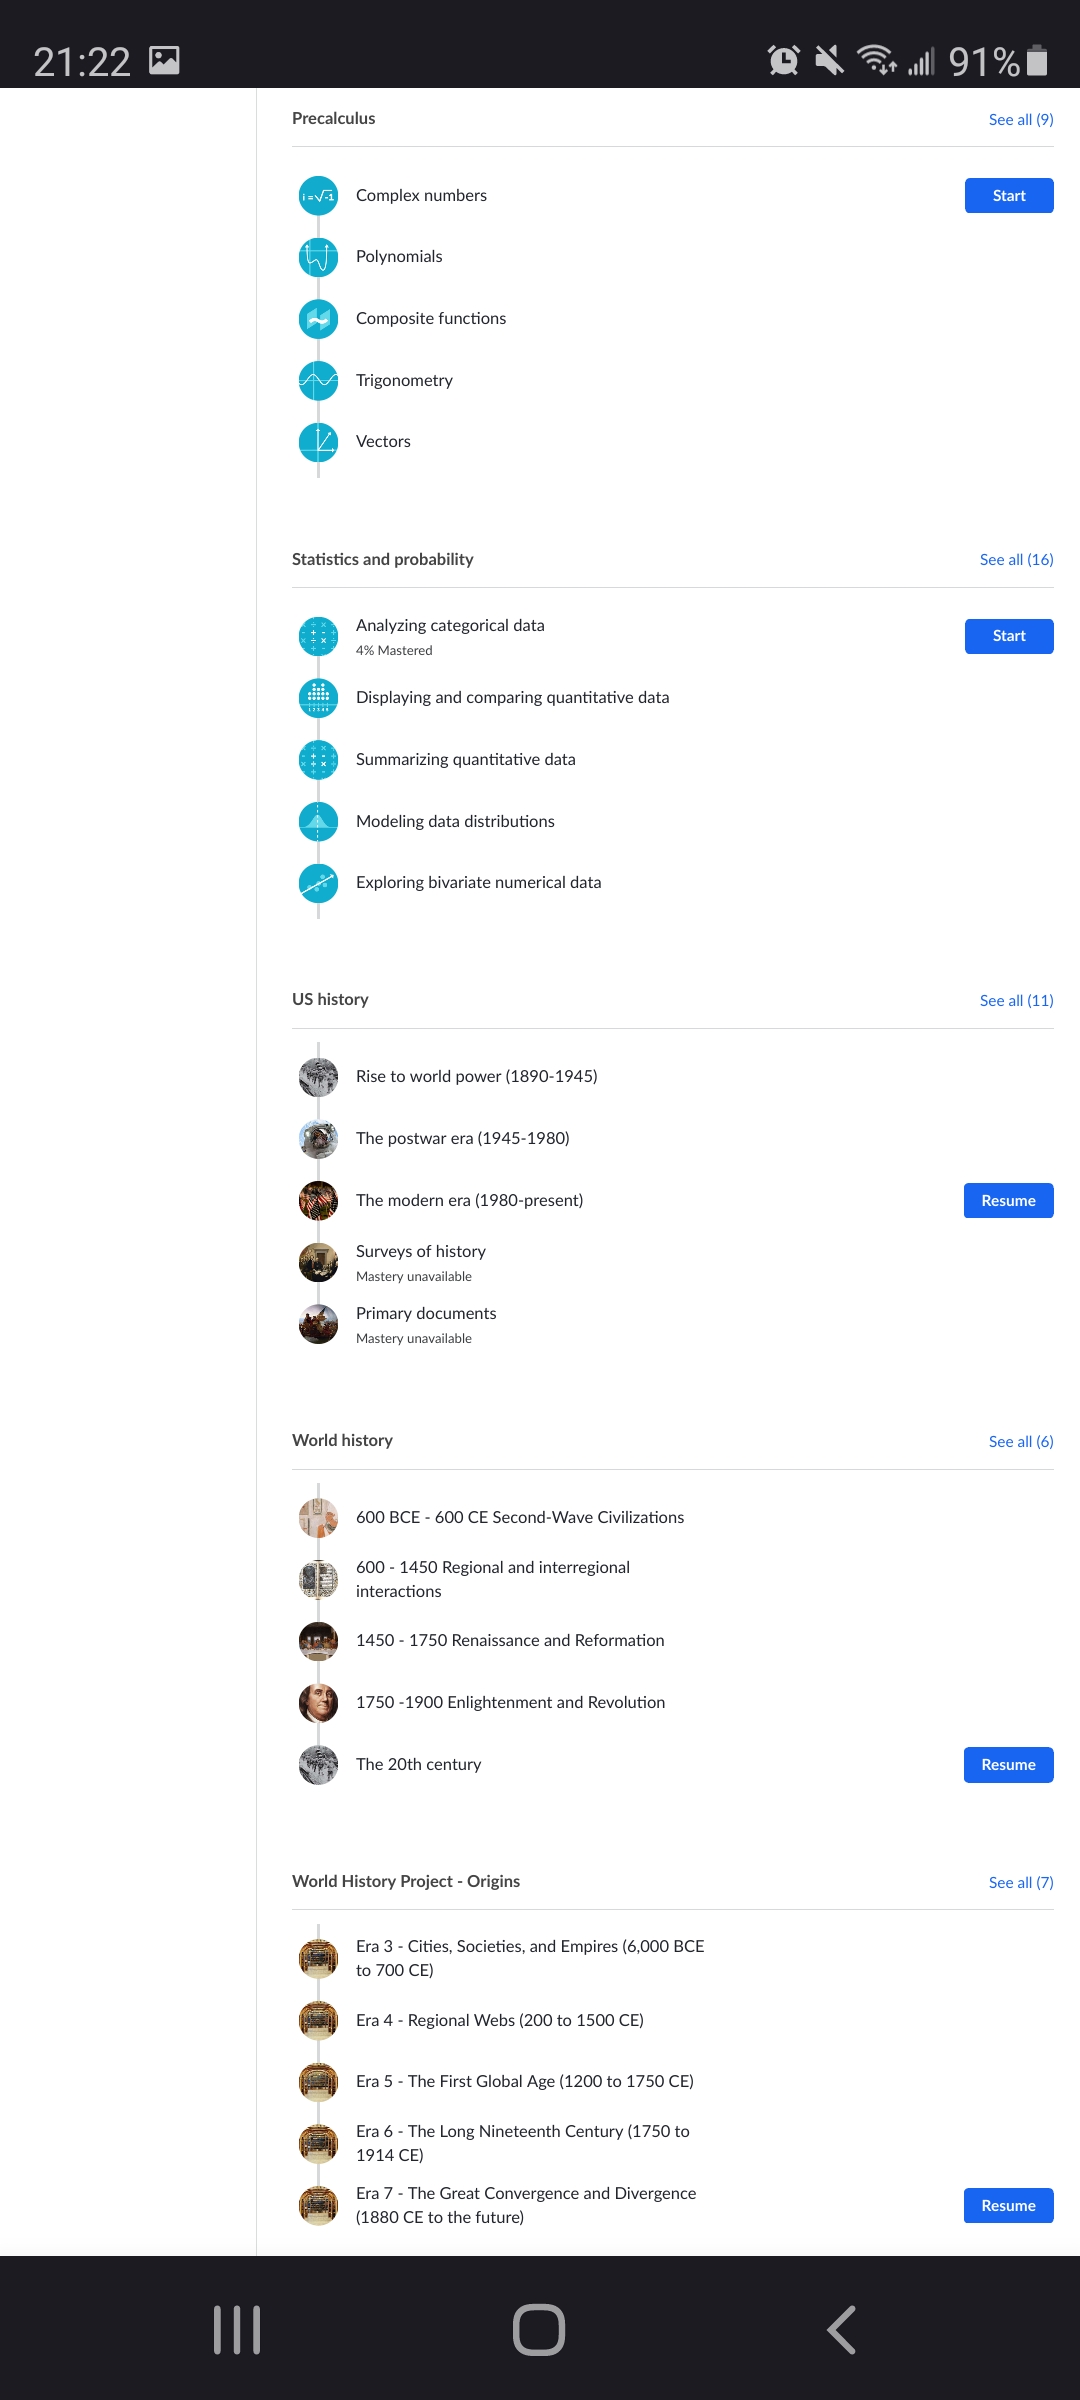 21:22
91%
Precalculus
See all (9)
i=√-1
Complex numbers
Start
Polynomials
Composite functions
Trigonometry
Vectors
Statistics and probability
See all (16)
Analyzing categorical data
Start
4% Mastered
Displaying and comparing quantitative data
Summarizing quantitative data
Modeling data distributions
Exploring bivariate numerical data
US history
See all (11)
Rise to world power (1890-1945)
The postwar era (1945-1980)
The modern era (1980-present)
Resume
Surveys of history
Mastery unavailable
Primary documents
Mastery unavailable
World history
See all (6)
600 BCE - 600 CE Second-Wave Civilizations
600 - 1450 Regional and interregional
interactions
1450 - 1750 Renaissance and Reformation
1750 -1900 Enlightenment and Revolution
The 20th century
Resume
World History Project - Origins
See all (7)
Era 3 - Cities, Societies, and Empires (6,000 BCE
to 700 CE)
Era 4 - Regional Webs (200 to 1500 CE)
Era 5 - The First Global Age (1200 to 1750 CE)
Era 6 - The Long Nineteenth Century (1750 to
1914 CE)
Era 7 - The Great Convergence and Divergence
(1880 CE to the future)
Resume